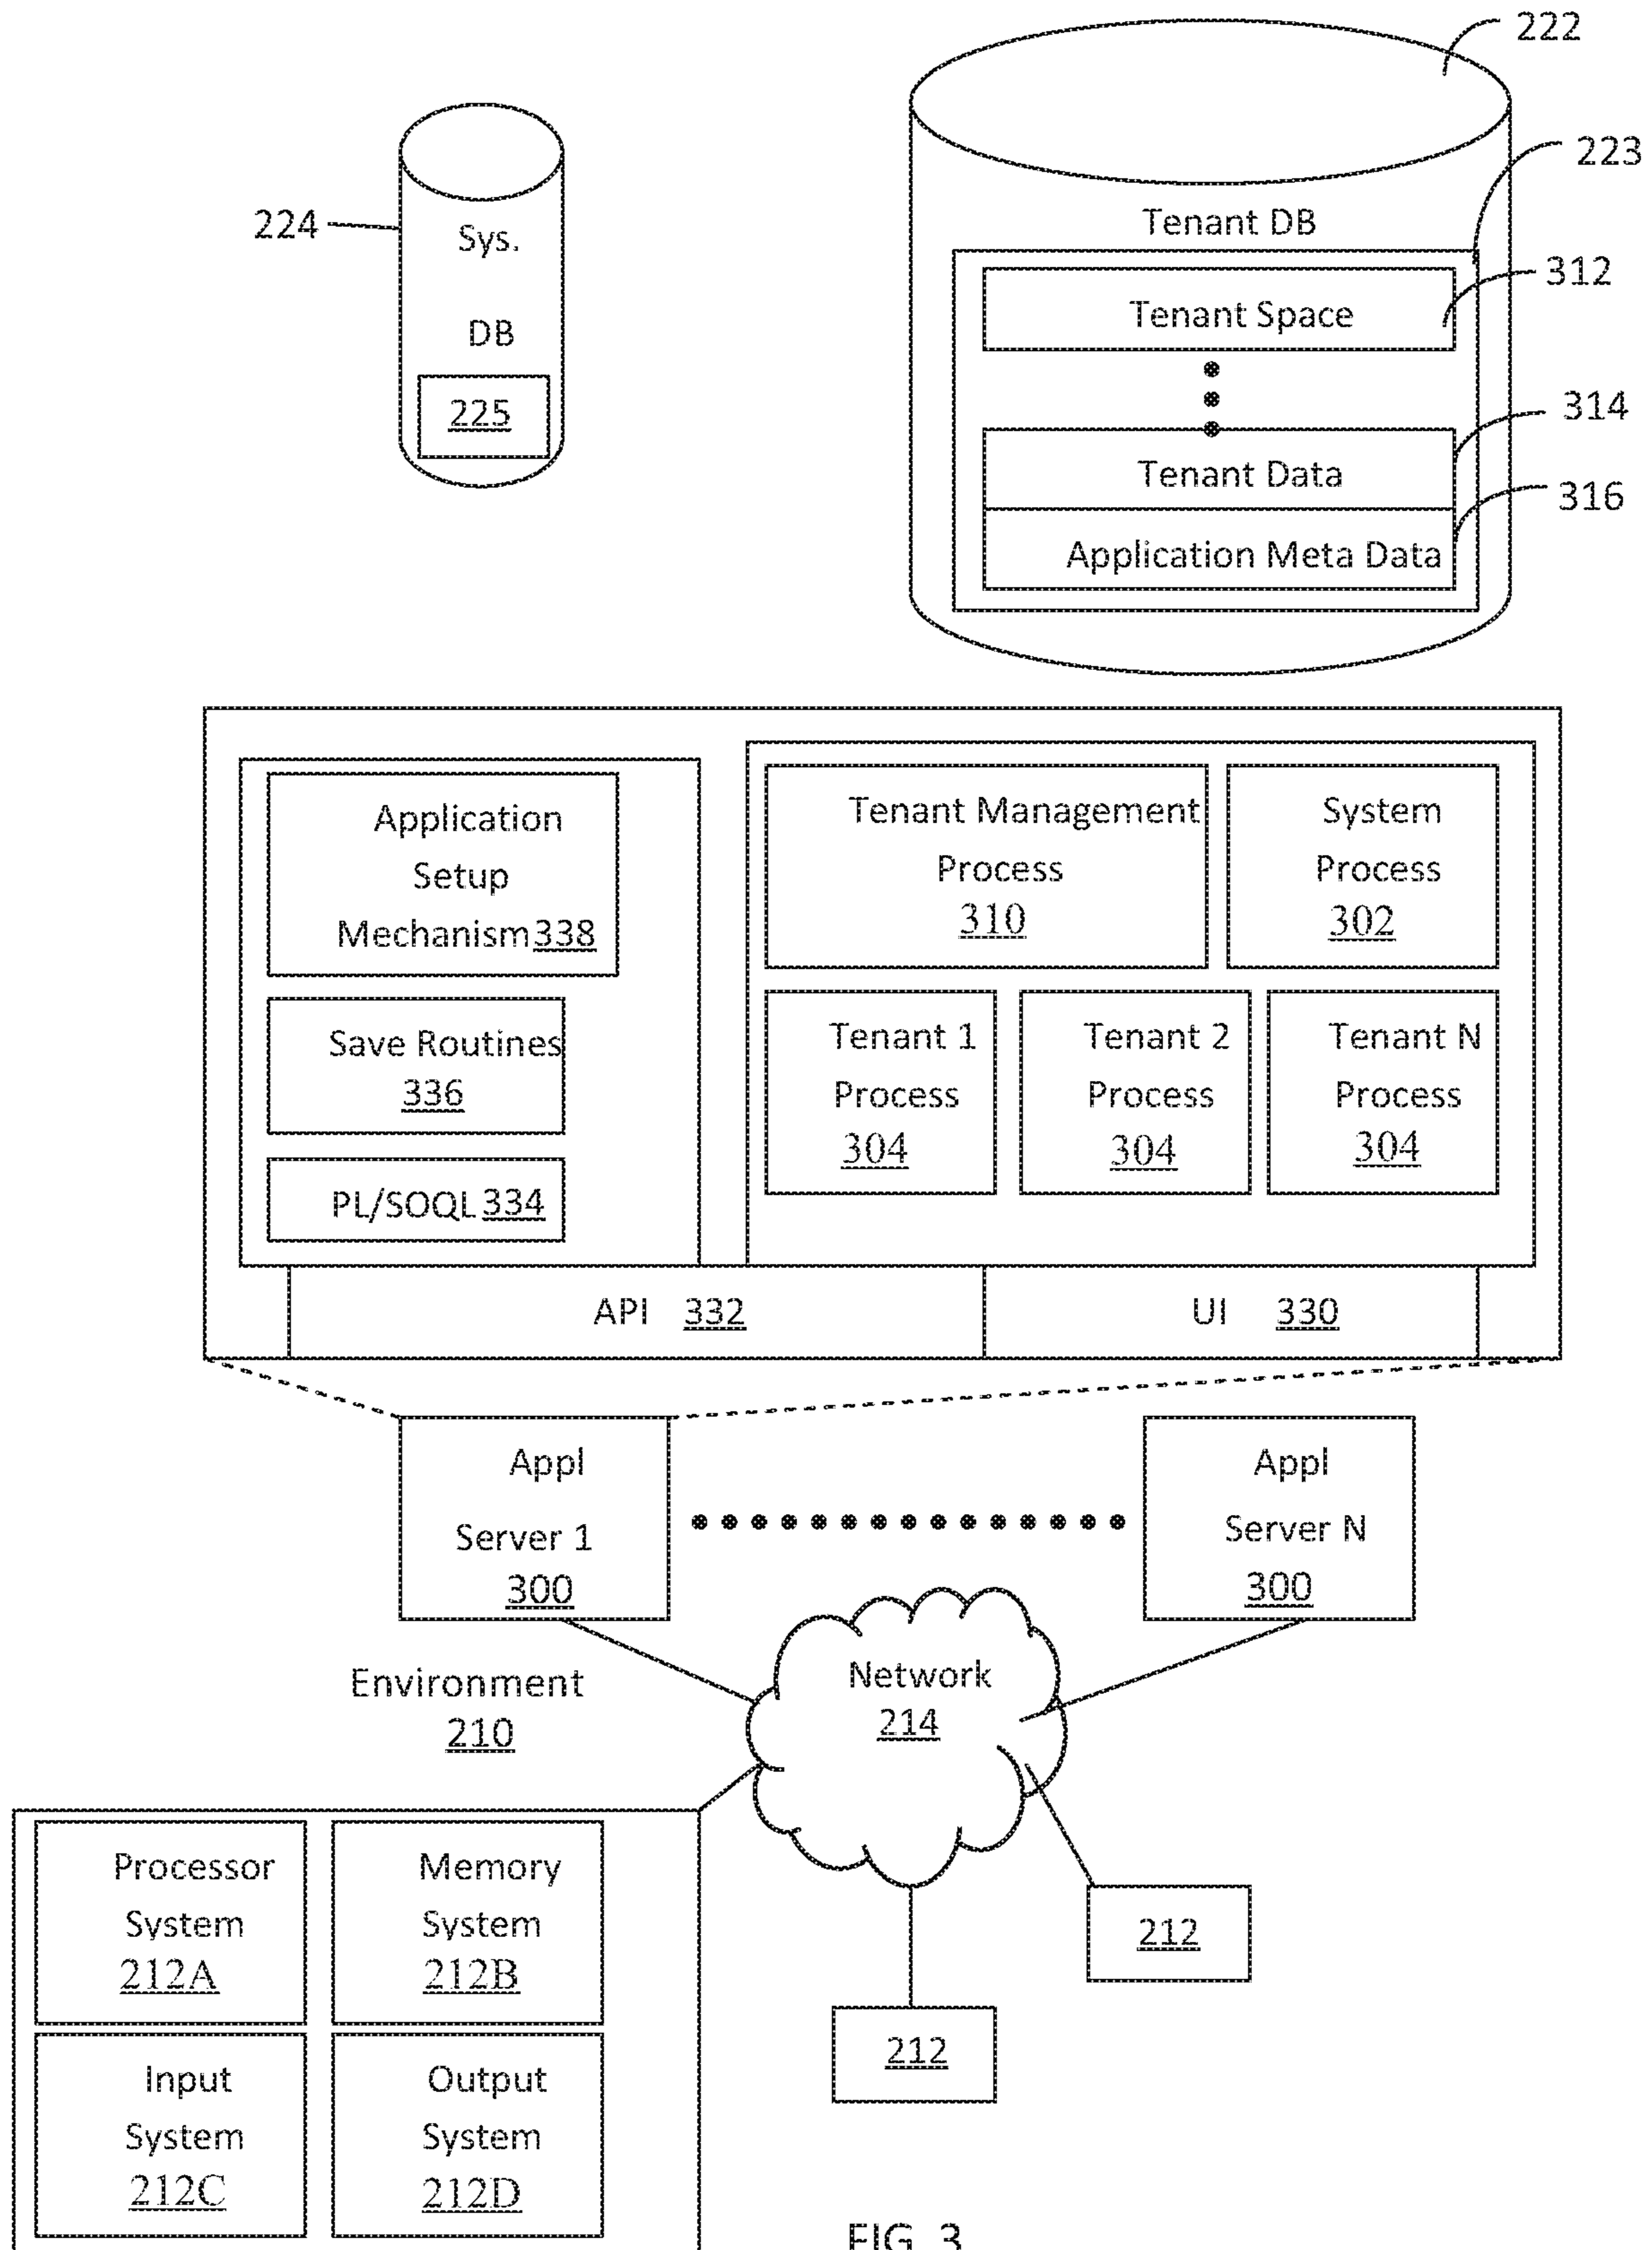 222
223
224
Sys.
DB
225
Tenant DB
Tenant Space
312
314
Tenant Data
316
Application Meta Data
Application
Setup
Mechanism 338
Save Routines
336
PL/SOQL 334
Tenant Management
Process
310
System
Process
302
Tenant 1
Process
304
Tenant 2
Process
304
Tenant N
Process
304
API 332
UI 330
Appl
Server 1
300
Appl
Server N
300
Environment
210
Network
214
Processor
System
212A
Memory
System
212B
Input
System
212C
Output
System
212D
212
212
FIG. 3